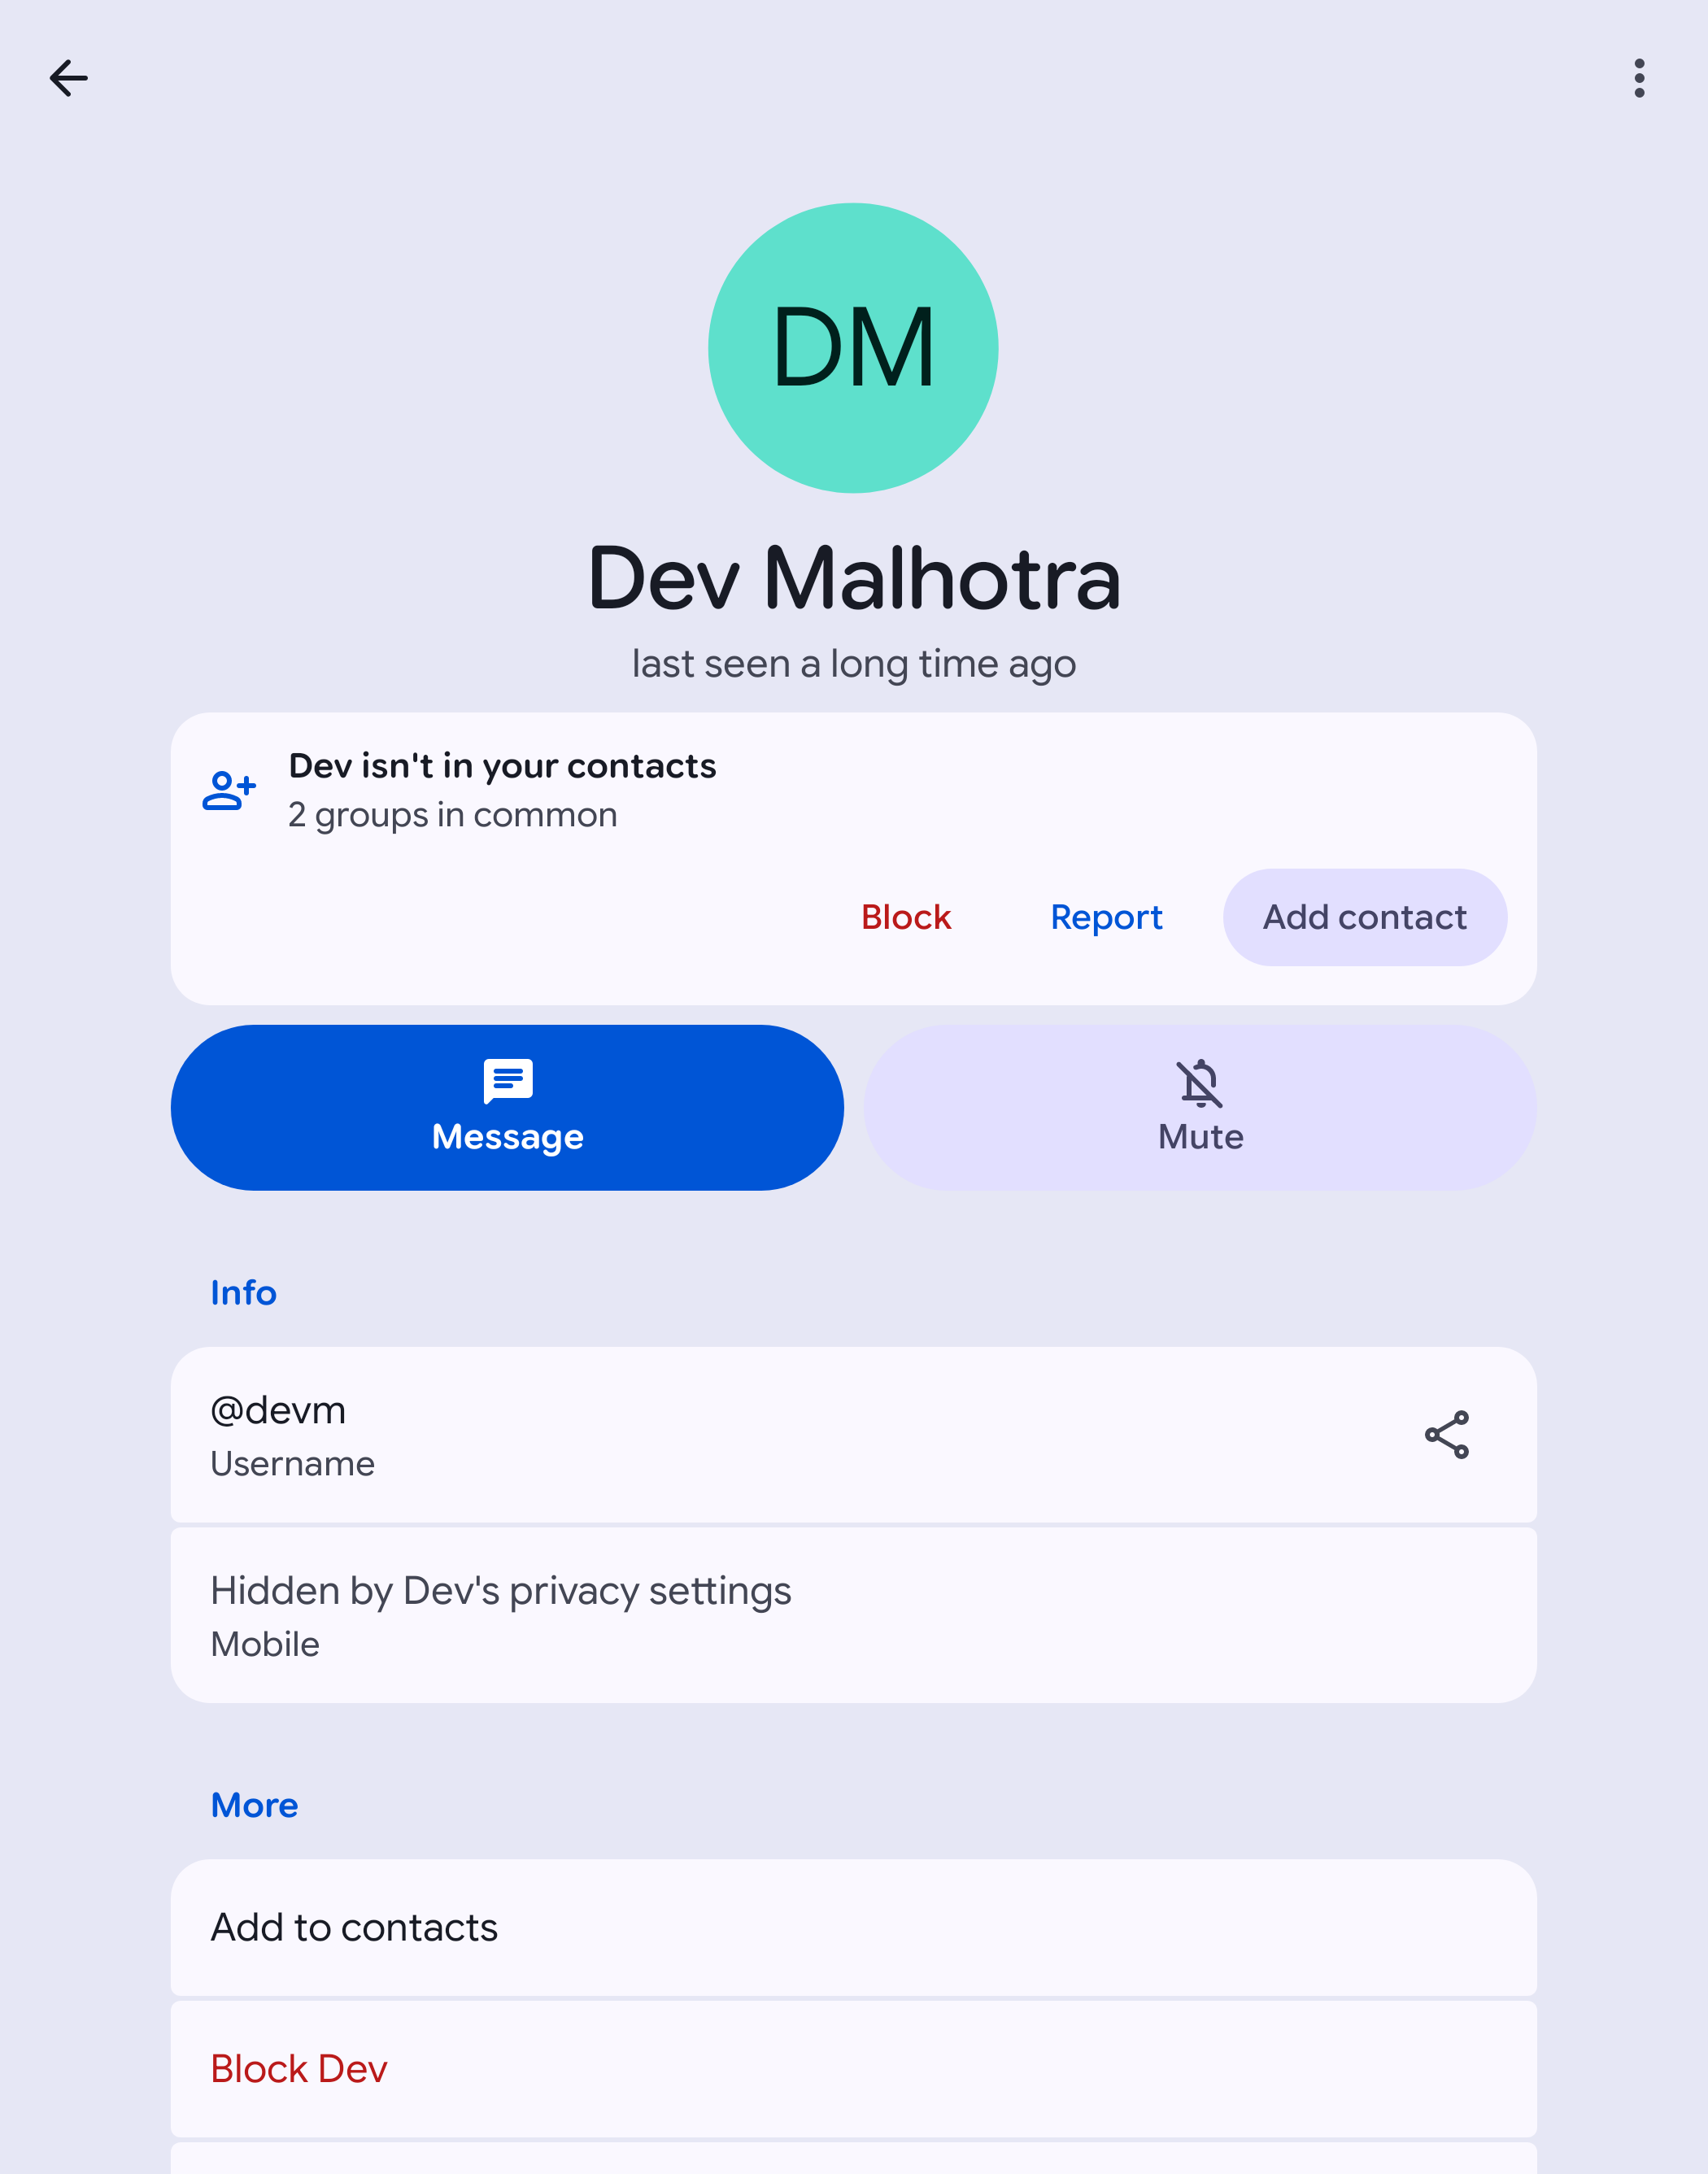 DM
Dev Malhotra
last seen a long time ago
Dev isn't in your contacts
2 groups in common
Block
Report
Add contact
Message
Mute
Info
@devm
Username
Hidden by Dev's privacy settings
Mobile
More
Add to contacts
Block Dev